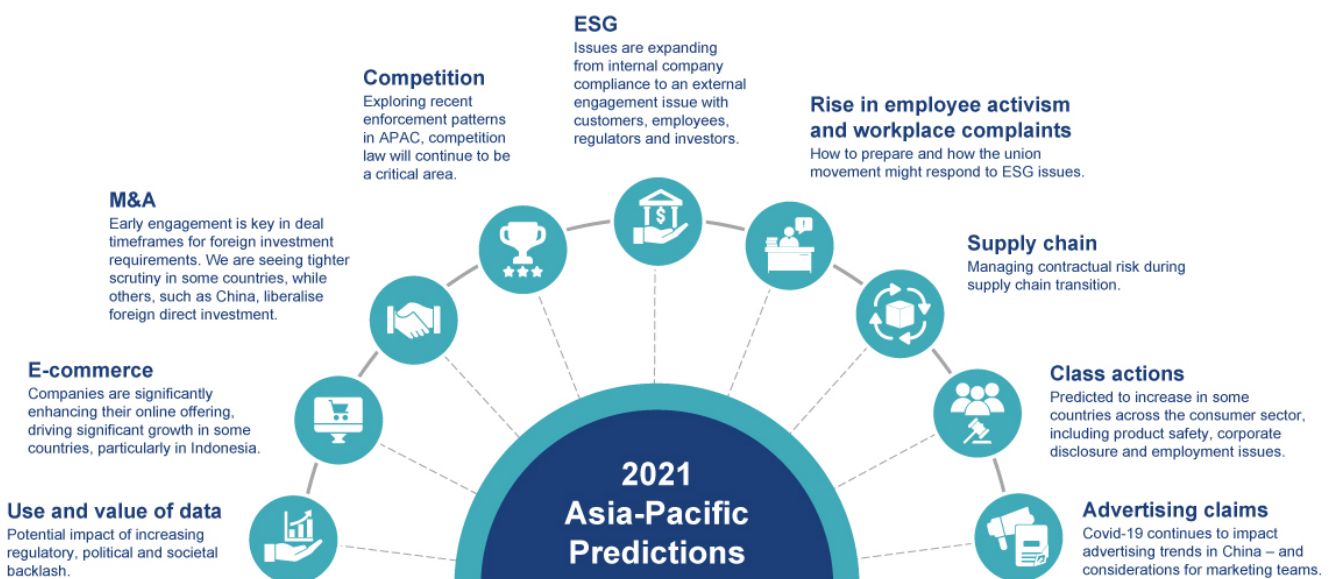 ESG
Issues are expanding
from internal company
compliance to an external
engagement issue with
customers, employees,
regulators and investors.
Competition
Exploring recent
enforcement patterns
in APAC, competition
law will continue to be
a critical area.
Rise in employee activism
and workplace complaints
How to prepare and how the union
movement might respond to ESG issues.
M&A
Early engagement is key in deal
timeframes for foreign investment
requirements. We are seeing tighter
scrutiny in some countries, while
others, such as China, liberalise
foreign direct investment.
Supply chain
Managing contractual risk during
supply chain transition.
E-commerce
Companies are significantly
enhancing their online offering,
driving significant growth in some
countries, particularly in Indonesia.
Class actions
Predicted to increase in some
countries across the consumer sector,
including product safety, corporate
disclosure and employment issues.
Use and value of data
Potential impact of increasing
regulatory, political and societal
backlash.
2021
Asia-Pacific
Predictions
Advertising claims
Covid-19 continues to impact
advertising trends in China – and
considerations for marketing teams.